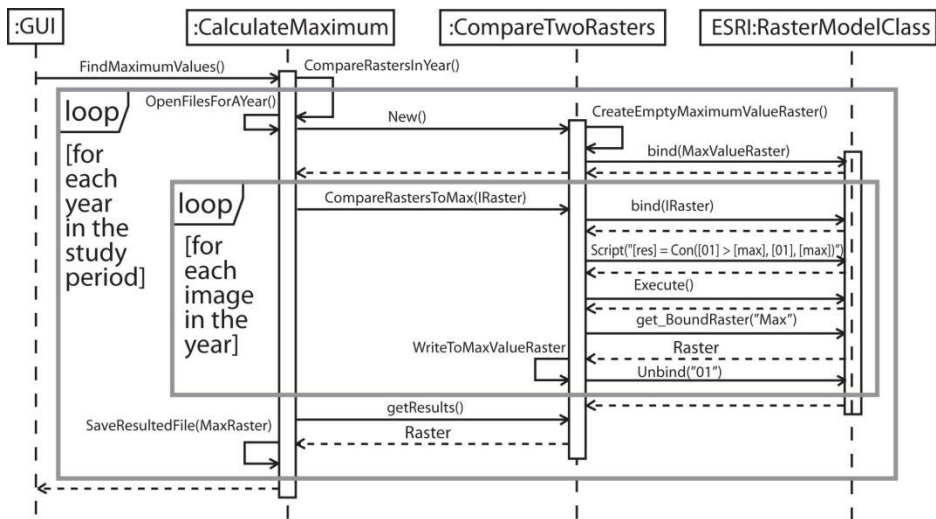 :GUI
:CalculateMaximum
:CompareTwoRasters
ESRI:RasterModelClass
FindMaximumValues()
CompareRastersInYear()
loop
[for
each
year
in the
study
period]
OpenFilesForAYear()
New()
CreateEmptyMaximumValueRaster()
bind(MaxValueRaster)
loop
[for
each
image
in the
year]
CompareRastersToMax(IRaster)
bind(IRaster)
Script("[res] = Con([01] > [max], [01], [max])")
Execute()
get_BoundRaster("Max")
Raster
WriteToMaxValueRaster
Unbind("01")
getResults()
Raster
SaveResultedFile(MaxRaster)